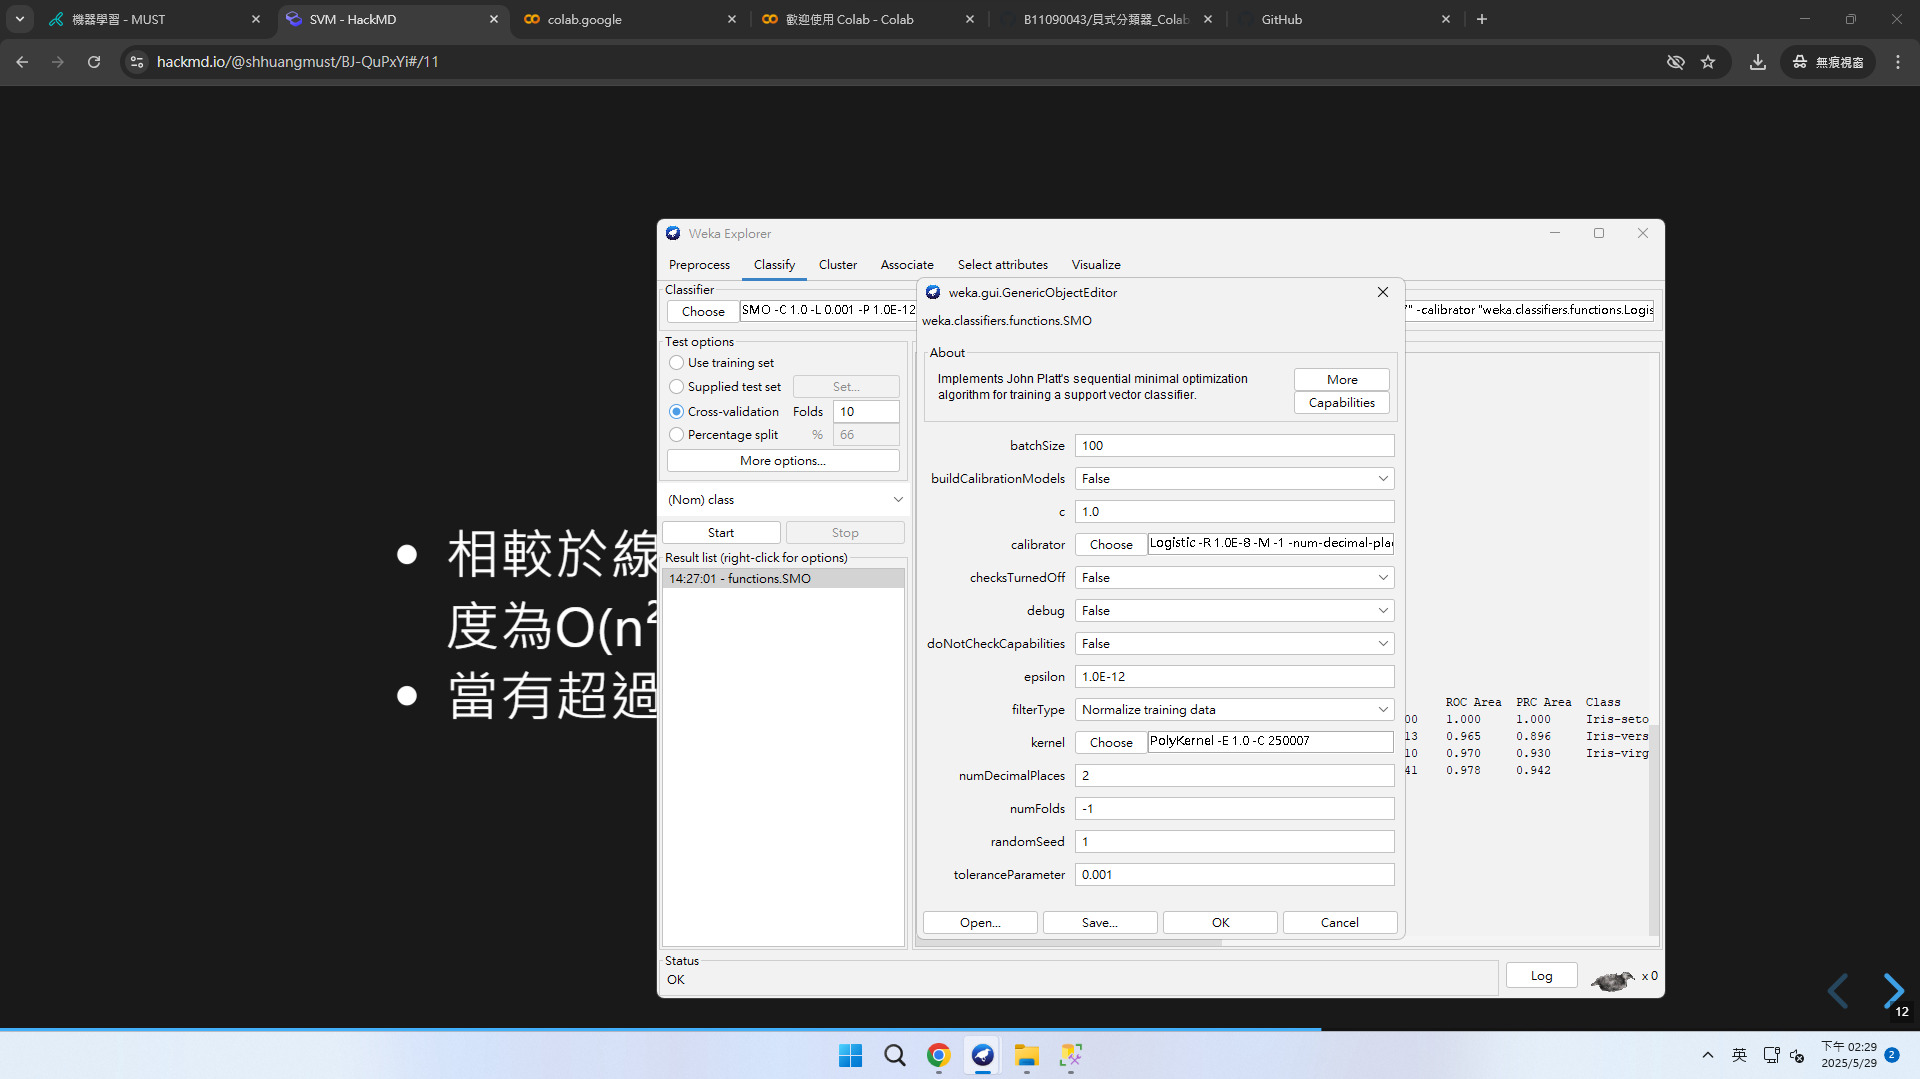 機器學習 - MUST
SVM - HackMD
colab.google
歡迎使用 Colab - Colab
B11090043/貝式分類器_Colab
GitHub
hackmd.io/@shhuangmust/BJ-QuPxYi#/11
無痕視窗
相較於線
度為O(n²
當有超過
Weka Explorer
Preprocess
Classify
Cluster
Associate
Select attributes
Visualize
Classifier
Choose
SMO -C 1.0 -L 0.001 -P 1.0E-12
7" -calibrator "weka.classifiers.functions.Logis
Test options
Use training set
Supplied test set
Set...
Cross-validation Folds 10
Percentage split % 66
More options...
(Nom) class
Start
Stop
Result list (right-click for options)
14:27:01 - functions.SMO
weka.gui.GenericObjectEditor
weka.classifiers.functions.SMO
About
Implements John Platt's sequential minimal optimization
algorithm for training a support vector classifier.
More
Capabilities
batchSize 100
buildCalibrationModels False
c 1.0
calibrator Choose Logistic -R 1.0E-8 -M -1 -num-decimal-plac
checksTurnedOff False
debug False
doNotCheckCapabilities False
epsilon 1.0E-12
filterType Normalize training data
kernel Choose PolyKernel -E 1.0 -C 250007
numDecimalPlaces 2
numFolds -1
randomSeed 1
toleranceParameter 0.001
Open...
Save...
OK
Cancel
ROC Area PRC Area Class
00 1.000 1.000 Iris-seto
13 0.965 0.896 Iris-vers
10 0.970 0.930 Iris-virg
41 0.978 0.942
Status
OK
Log
x 0
12
英
下午 02:29
2025/5/29
2